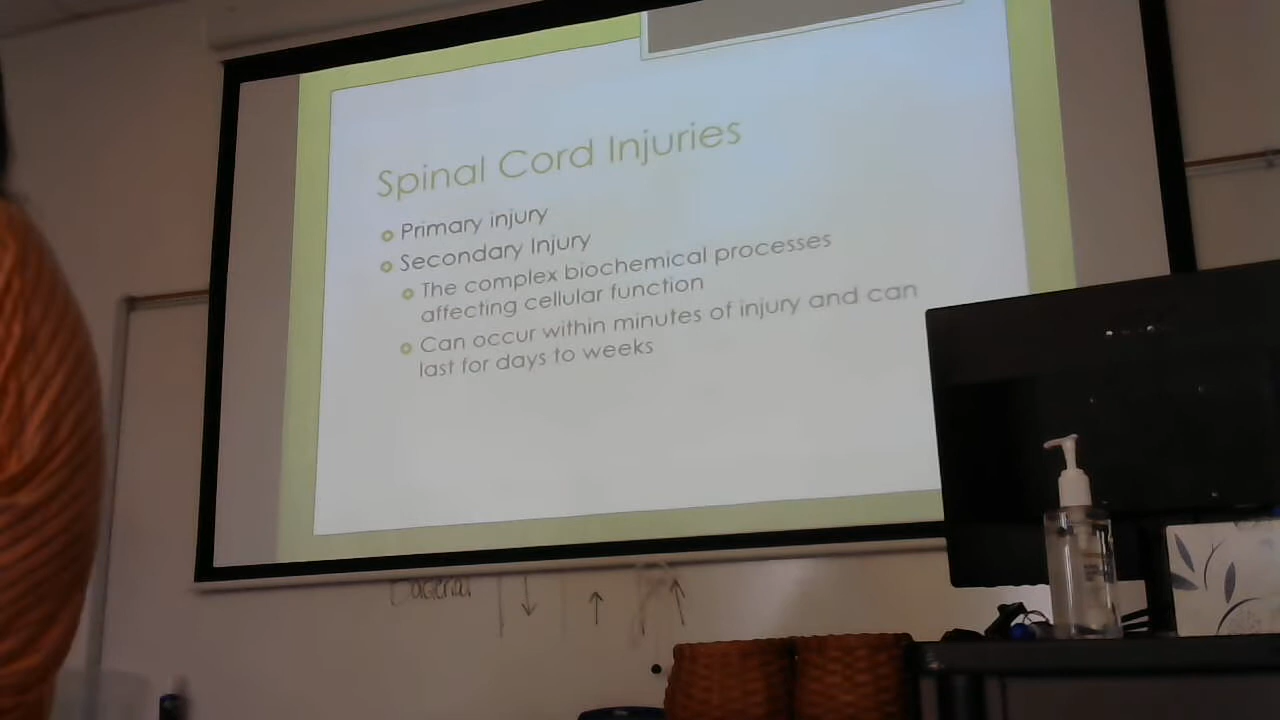 Spinal Cord Injuries
Primary injury
Secondary Injury
The complex biochemical processes
affecting cellular function
Can occur within minutes of injury and can
last for days to weeks